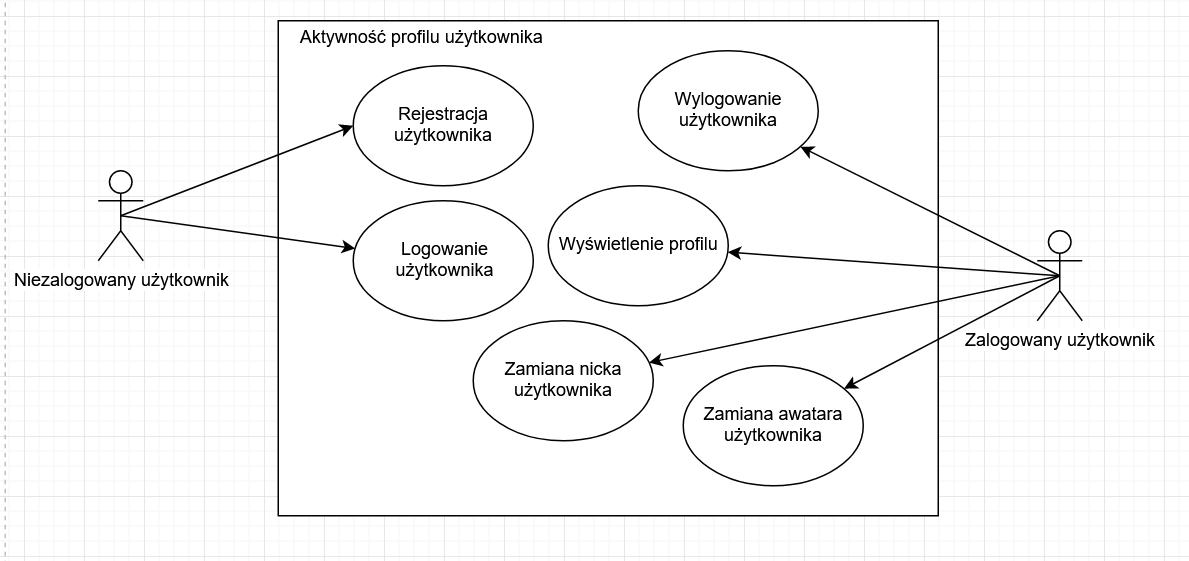 Aktywność profilu użytkownika
Rejestracja
użytkownika
Wylogowanie
użytkownika
Logowanie
użytkownika
Wyświetlenie profilu
Niezalogowany użytkownik
Zalogowany użytkownik
Zamiana nicka
użytkownika
Zamiana awatara
użytkownika